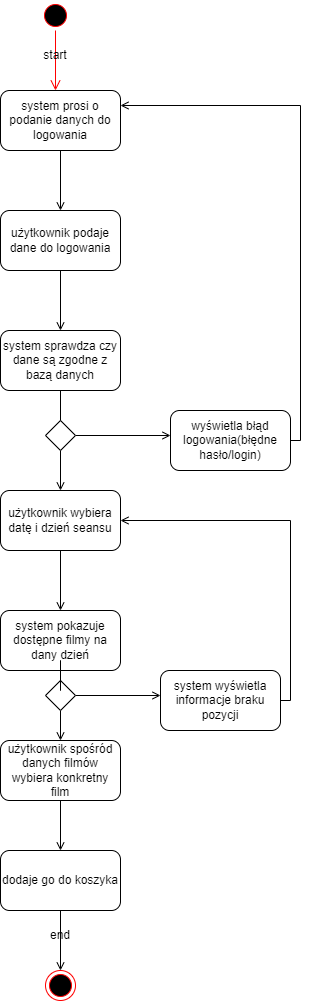 start
system prosi o
podanie danych do
logowania
użytkownik podaje
dane do logowania
system sprawdza czy
dane są zgodne z
bazą danych
wyświetla błąd
logowania(błędne
hasło/login)
użytkownik wybiera
datę i dzień seansu
system pokazuje
dostępne filmy na
dany dzień
system wyświetla
informacje braku
pozycji
użytkownik spośród
danych filmów
wybiera konkretny
film
dodaje go do koszyka
end